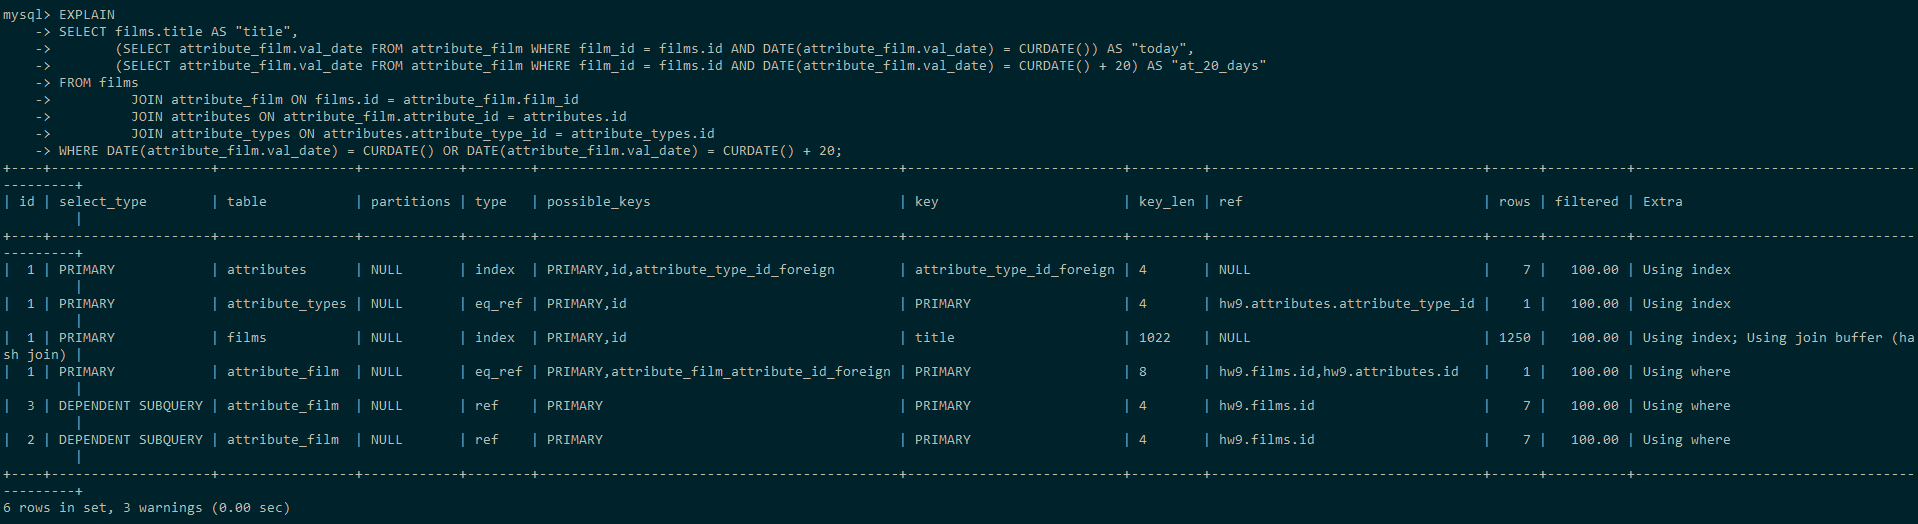 mysql> EXPLAIN
    -> SELECT films.title AS "title",
    ->        (SELECT attribute_film.val_date FROM attribute_film WHERE film_id = films.id AND DATE(attribute_film.val_date) = CURDATE()) AS "today",
    ->        (SELECT attribute_film.val_date FROM attribute_film WHERE film_id = films.id AND DATE(attribute_film.val_date) = CURDATE() + 20) AS "at_20_days"
    -> FROM films
    ->          JOIN attribute_film ON films.id = attribute_film.film_id
    ->          JOIN attributes ON attribute_film.attribute_id = attributes.id
    ->          JOIN attribute_types ON attributes.attribute_type_id = attribute_types.id
    -> WHERE DATE(attribute_film.val_date) = CURDATE() OR DATE(attribute_film.val_date) = CURDATE() + 20;
+----+--------------------+-----------------+------------+--------+---------------------------------------------+---------------------------+---------+----------------------------------+------+----------+-----------------------------------
---------+
| id | select_type        | table           | partitions | type   | possible_keys                               | key                       | key_len | ref                              | rows | filtered | Extra
         |
+----+--------------------+-----------------+------------+--------+---------------------------------------------+---------------------------+---------+----------------------------------+------+----------+-----------------------------------
---------+
|  1 | PRIMARY            | attributes      | NULL       | index  | PRIMARY,id,attribute_type_id_foreign        | attribute_type_id_foreign | 4       | NULL                             |    7 |   100.00 | Using index
         |
|  1 | PRIMARY            | attribute_types | NULL       | eq_ref | PRIMARY,id                                  | PRIMARY                   | 4       | hw9.attributes.attribute_type_id |    1 |   100.00 | Using index
         |
|  1 | PRIMARY            | films           | NULL       | index  | PRIMARY,id                                  | title                     | 1022    | NULL                             | 1250 |   100.00 | Using index; Using join buffer (ha
sh join) |
|  1 | PRIMARY            | attribute_film  | NULL       | eq_ref | PRIMARY,attribute_film_attribute_id_foreign | PRIMARY                   | 8       | hw9.films.id,hw9.attributes.id   |    1 |   100.00 | Using where
         |
|  3 | DEPENDENT SUBQUERY | attribute_film  | NULL       | ref    | PRIMARY                                     | PRIMARY                   | 4       | hw9.films.id                     |    7 |   100.00 | Using where
         |
|  2 | DEPENDENT SUBQUERY | attribute_film  | NULL       | ref    | PRIMARY                                     | PRIMARY                   | 4       | hw9.films.id                     |    7 |   100.00 | Using where
         |
+----+--------------------+-----------------+------------+--------+---------------------------------------------+---------------------------+---------+----------------------------------+------+----------+-----------------------------------
---------+
6 rows in set, 3 warnings (0.00 sec)